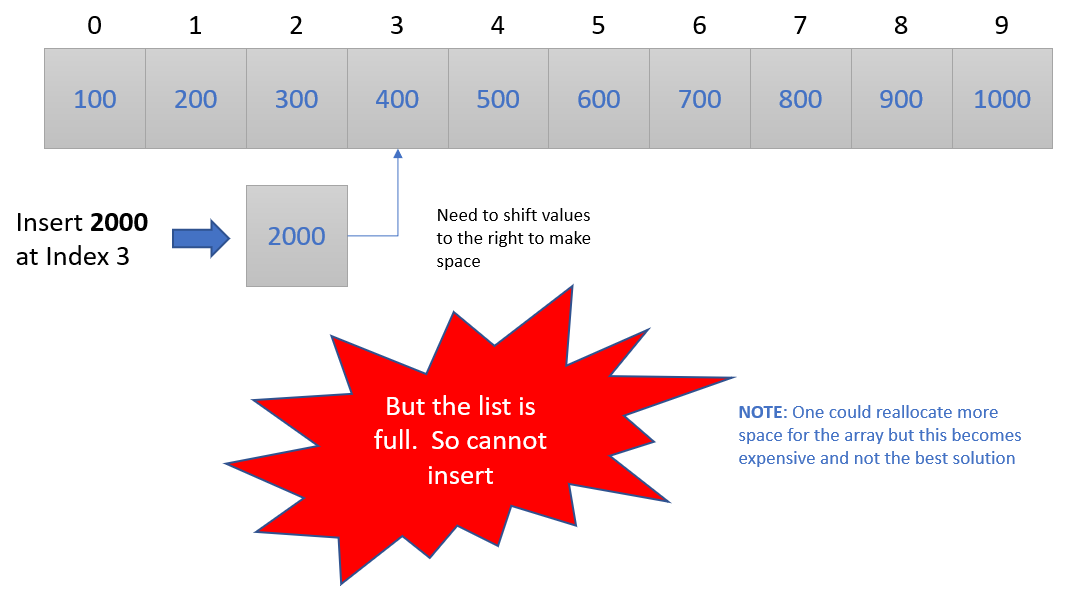 0 1 2 3 4 5 6 7 8 9
100 200 300 400 500 600 700 800 900 1000
Insert 2000
at Index 3
2000
Need to shift values
to the right to make
space
But the list is
full.  So cannot
insert
NOTE: One could reallocate more
space for the array but this becomes
expensive and not the best solution